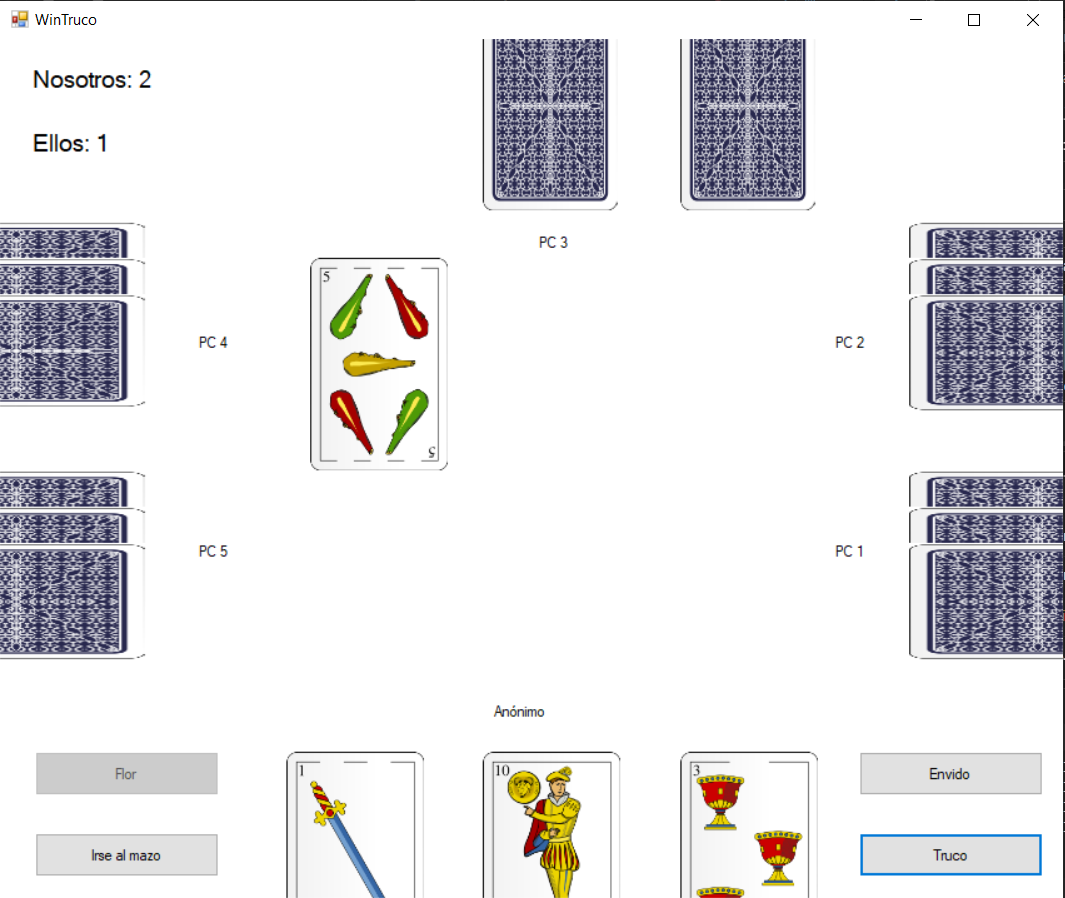 WinTruco
Nosotros: 2
Ellos: 1
PC 3
5
PC 4
PC 2
5
PC 5
PC 1
Anónimo
1
10
3
Flor
Envido
Irse al mazo
Truco